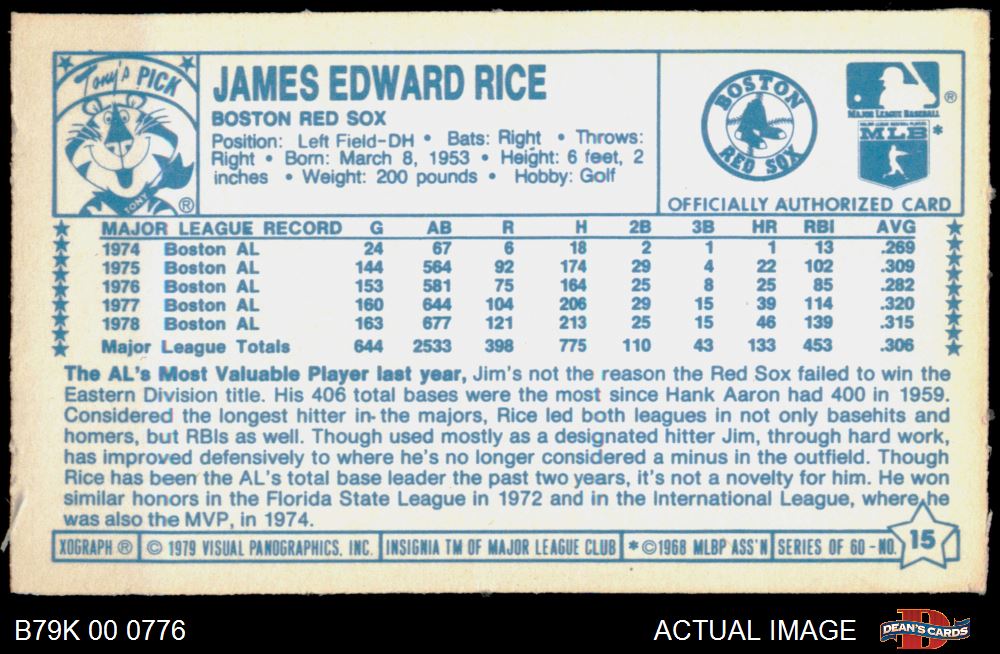 Tony's PICK
TONY
®
JAMES EDWARD RICE
BOSTON RED SOX
Position: Left Field-DH • Bats: Right • Throws:
Right • Born: March 8, 1953 • Height: 6 feet, 2
inches • Weight: 200 pounds • Hobby: Golf
BOSTON
RED SOX
®
MAJOR LEAGUE BASEBALL
MAJOR LEAGUE BASEBALL PLAYERS
MLB *
OFFICIALLY AUTHORIZED CARD
MAJOR LEAGUE RECORD G AB R H 2B 3B HR RBI AVG
1974 Boston AL 24 67 6 18 2 1 1 13 .269
1975 Boston AL 144 564 92 174 29 4 22 102 .309
1976 Boston AL 153 581 75 164 25 8 25 85 .282
1977 Boston AL 160 644 104 206 29 15 39 114 .320
1978 Boston AL 163 677 121 213 25 15 46 139 .315
Major League Totals 644 2533 398 775 110 43 133 453 .306
The AL's Most Valuable Player last year, Jim's not the reason the Red Sox failed to win the
Eastern Division title. His 406 total bases were the most since Hank Aaron had 400 in 1959.
Considered the longest hitter in the majors, Rice led both leagues in not only basehits and
homers, but RBIs as well. Though used mostly as a designated hitter Jim, through hard work,
has improved defensively to where he's no longer considered a minus in the outfield. Though
Rice has been the AL's total base leader the past two years, it's not a novelty for him. He won
similar honors in the Florida State League in 1972 and in the International League, where he
was also the MVP, in 1974.
XOGRAPH ® © 1979 VISUAL PANOGRAPHICS, INC. INSIGNIA TM OF MAJOR LEAGUE CLUB * © 1968 MLBP ASS'N SERIES OF 60 - NO. 15
B79K 00 0776
ACTUAL IMAGE
D
DEAN'S CARDS